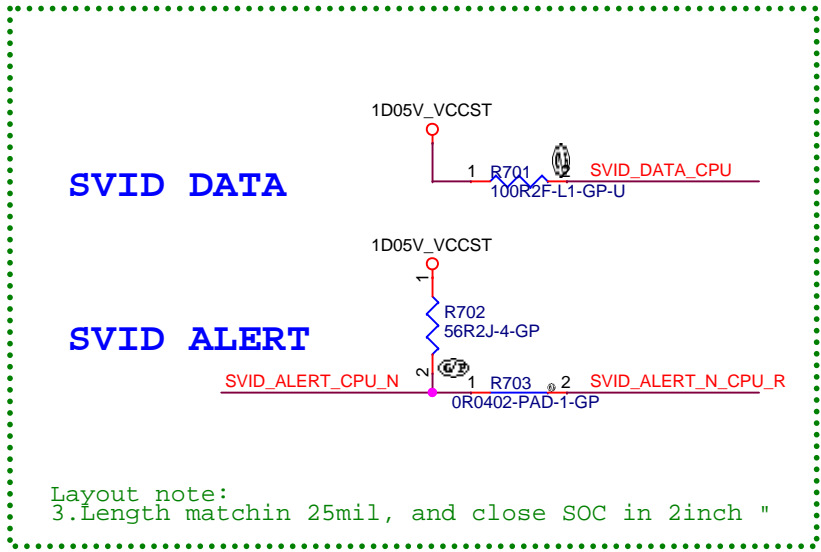 1D05V_VCCST
SVID DATA
1 R701 2 SVID_DATA_CPU
100R2F-L1-GP-U
1D05V_VCCST
1
R702
56R2J-4-GP
SVID ALERT
2
SVID_ALERT_CPU_N 1 R703 2 SVID_ALERT_N_CPU_R
0R0402-PAD-1-GP
Layout note:
3.Length matchin 25mil, and close SOC in 2inch "